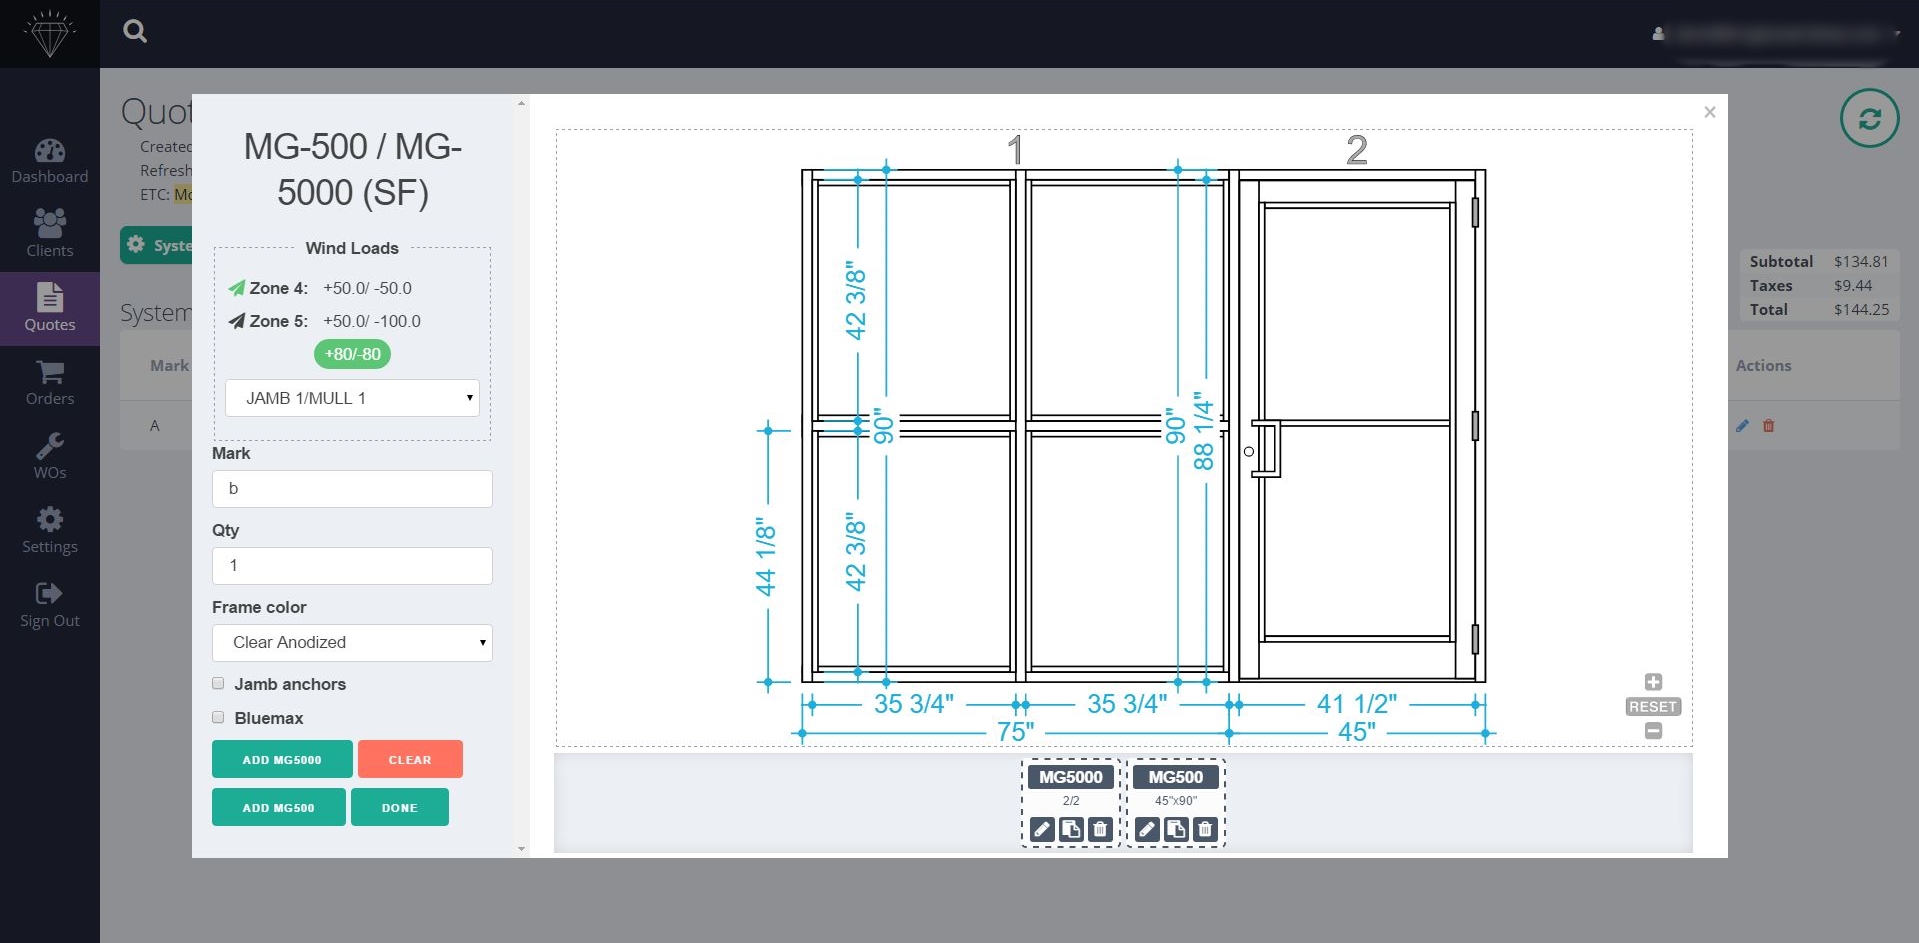 Dashboard
Clients
Quotes
Orders
WOs
Settings
Sign Out
Quot
Created
Refresh
ETC: Mo
Syste
System
Mark
A
MG-500 / MG-
5000 (SF)
Wind Loads
Zone 4: +50.0/ -50.0
Zone 5: +50.0/ -100.0
+80/-80
JAMB 1/MULL 1
Mark
b
Qty
1
Frame color
Clear Anodized
Jamb anchors
Bluemax
ADD MG5000 CLEAR
ADD MG500 DONE
×
1 2
42 3/8"
90"
90"
88 1/4"
44 1/8"
42 3/8"
35 3/4" 35 3/4" 41 1/2"
75" 45"
RESET
MG5000 MG500
2/2 45"x90"
Subtotal $134.81
Taxes $9.44
Total $144.25
Actions